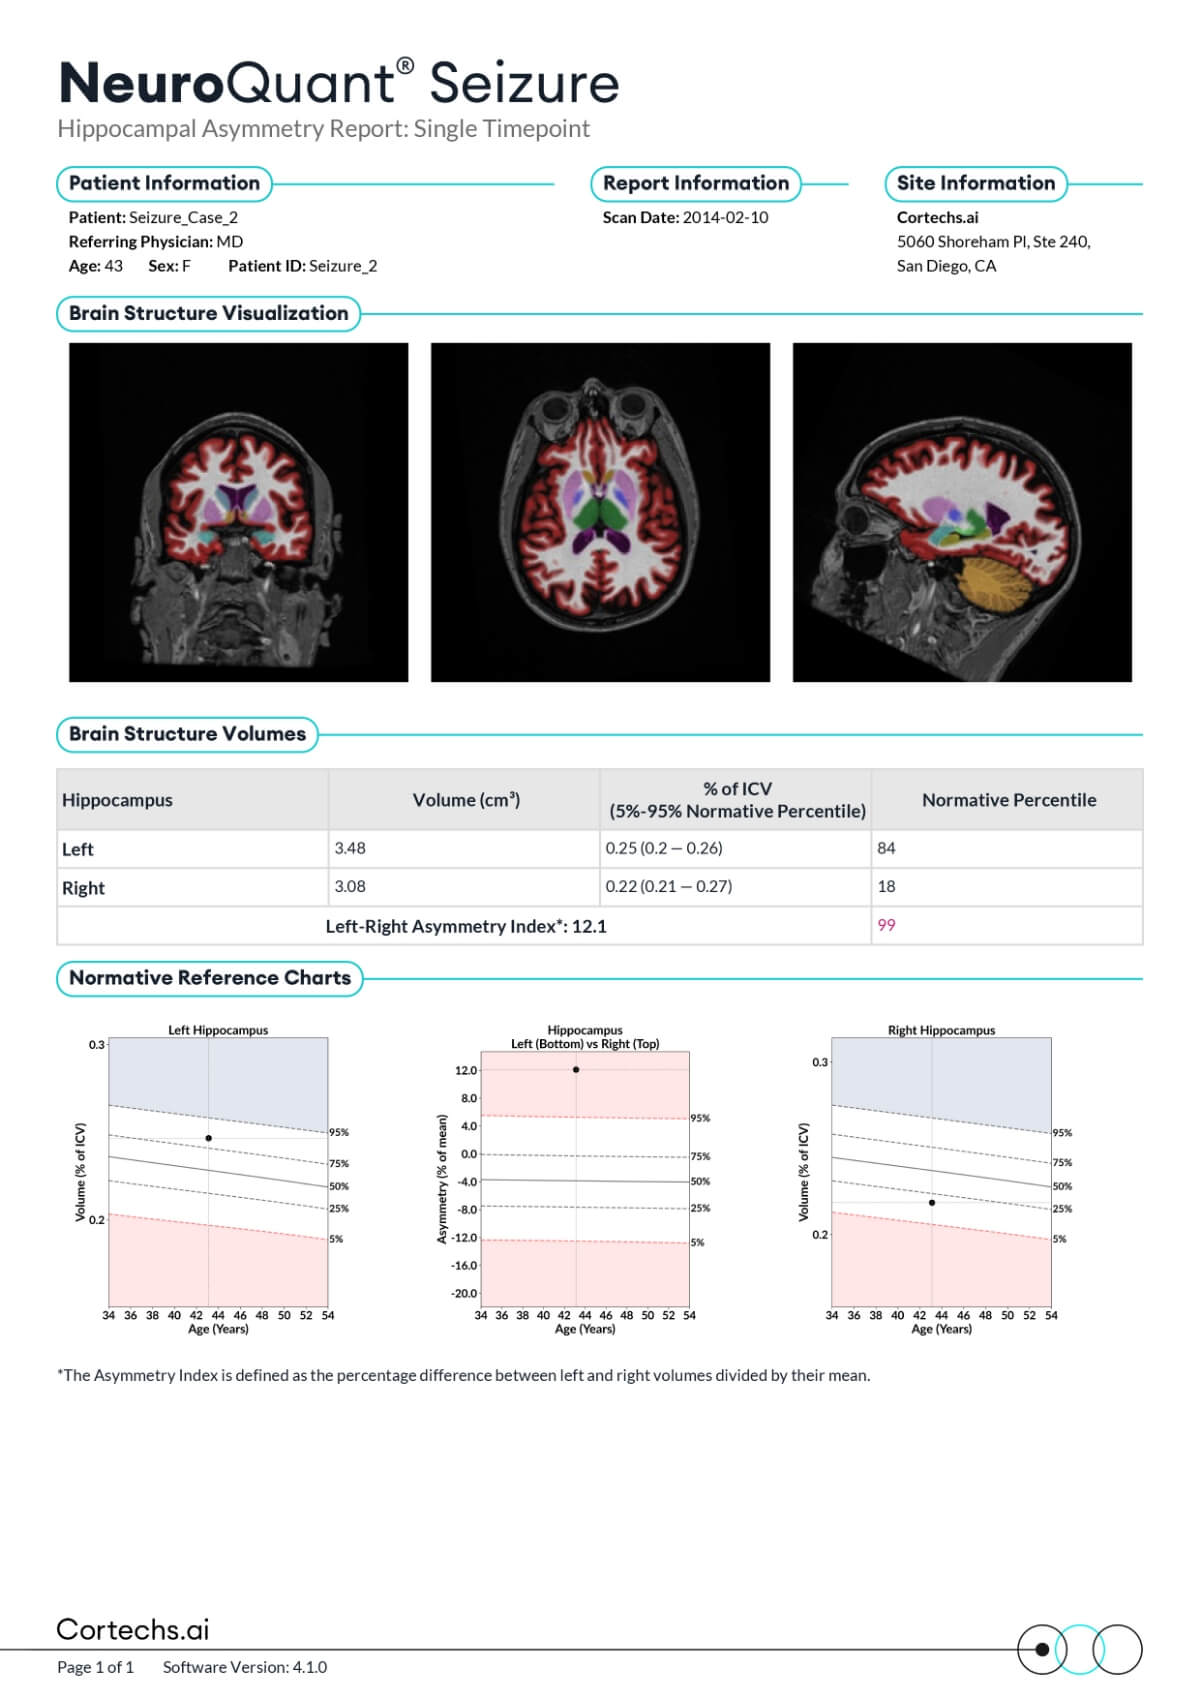 NeuroQuant® Seizure
Hippocampal Asymmetry Report: Single Timepoint
Patient Information
Patient: Seizure_Case_2
Referring Physician: MD
Age: 43 Sex: F Patient ID: Seizure_2
Report Information
Scan Date: 2014-02-10
Site Information
Cortechs.ai
5060 Shoreham Pl, Ste 240,
San Diego, CA
Brain Structure Visualization
Brain Structure Volumes
Hippocampus Volume (cm³) % of ICV (5%-95% Normative Percentile) Normative Percentile
Left 3.48 0.25 (0.2 – 0.26) 84
Right 3.08 0.22 (0.21 – 0.27) 18
Left-Right Asymmetry Index*: 12.1 99
Normative Reference Charts
Left Hippocampus
Volume (% of ICV)
0.3
0.2
95%
75%
50%
25%
5%
34 36 38 40 42 44 46 48 50 52 54
Age (Years)
Hippocampus
Left (Bottom) vs Right (Top)
Asymmetry (% of mean)
12.0
8.0
4.0
0.0
-4.0
-8.0
-12.0
-16.0
-20.0
95%
75%
50%
25%
5%
34 36 38 40 42 44 46 48 50 52 54
Age (Years)
Right Hippocampus
Volume (% of ICV)
0.3
0.2
95%
75%
50%
25%
5%
34 36 38 40 42 44 46 48 50 52 54
Age (Years)
*The Asymmetry Index is defined as the percentage difference between left and right volumes divided by their mean.
Cortechs.ai
Page 1 of 1 Software Version: 4.1.0